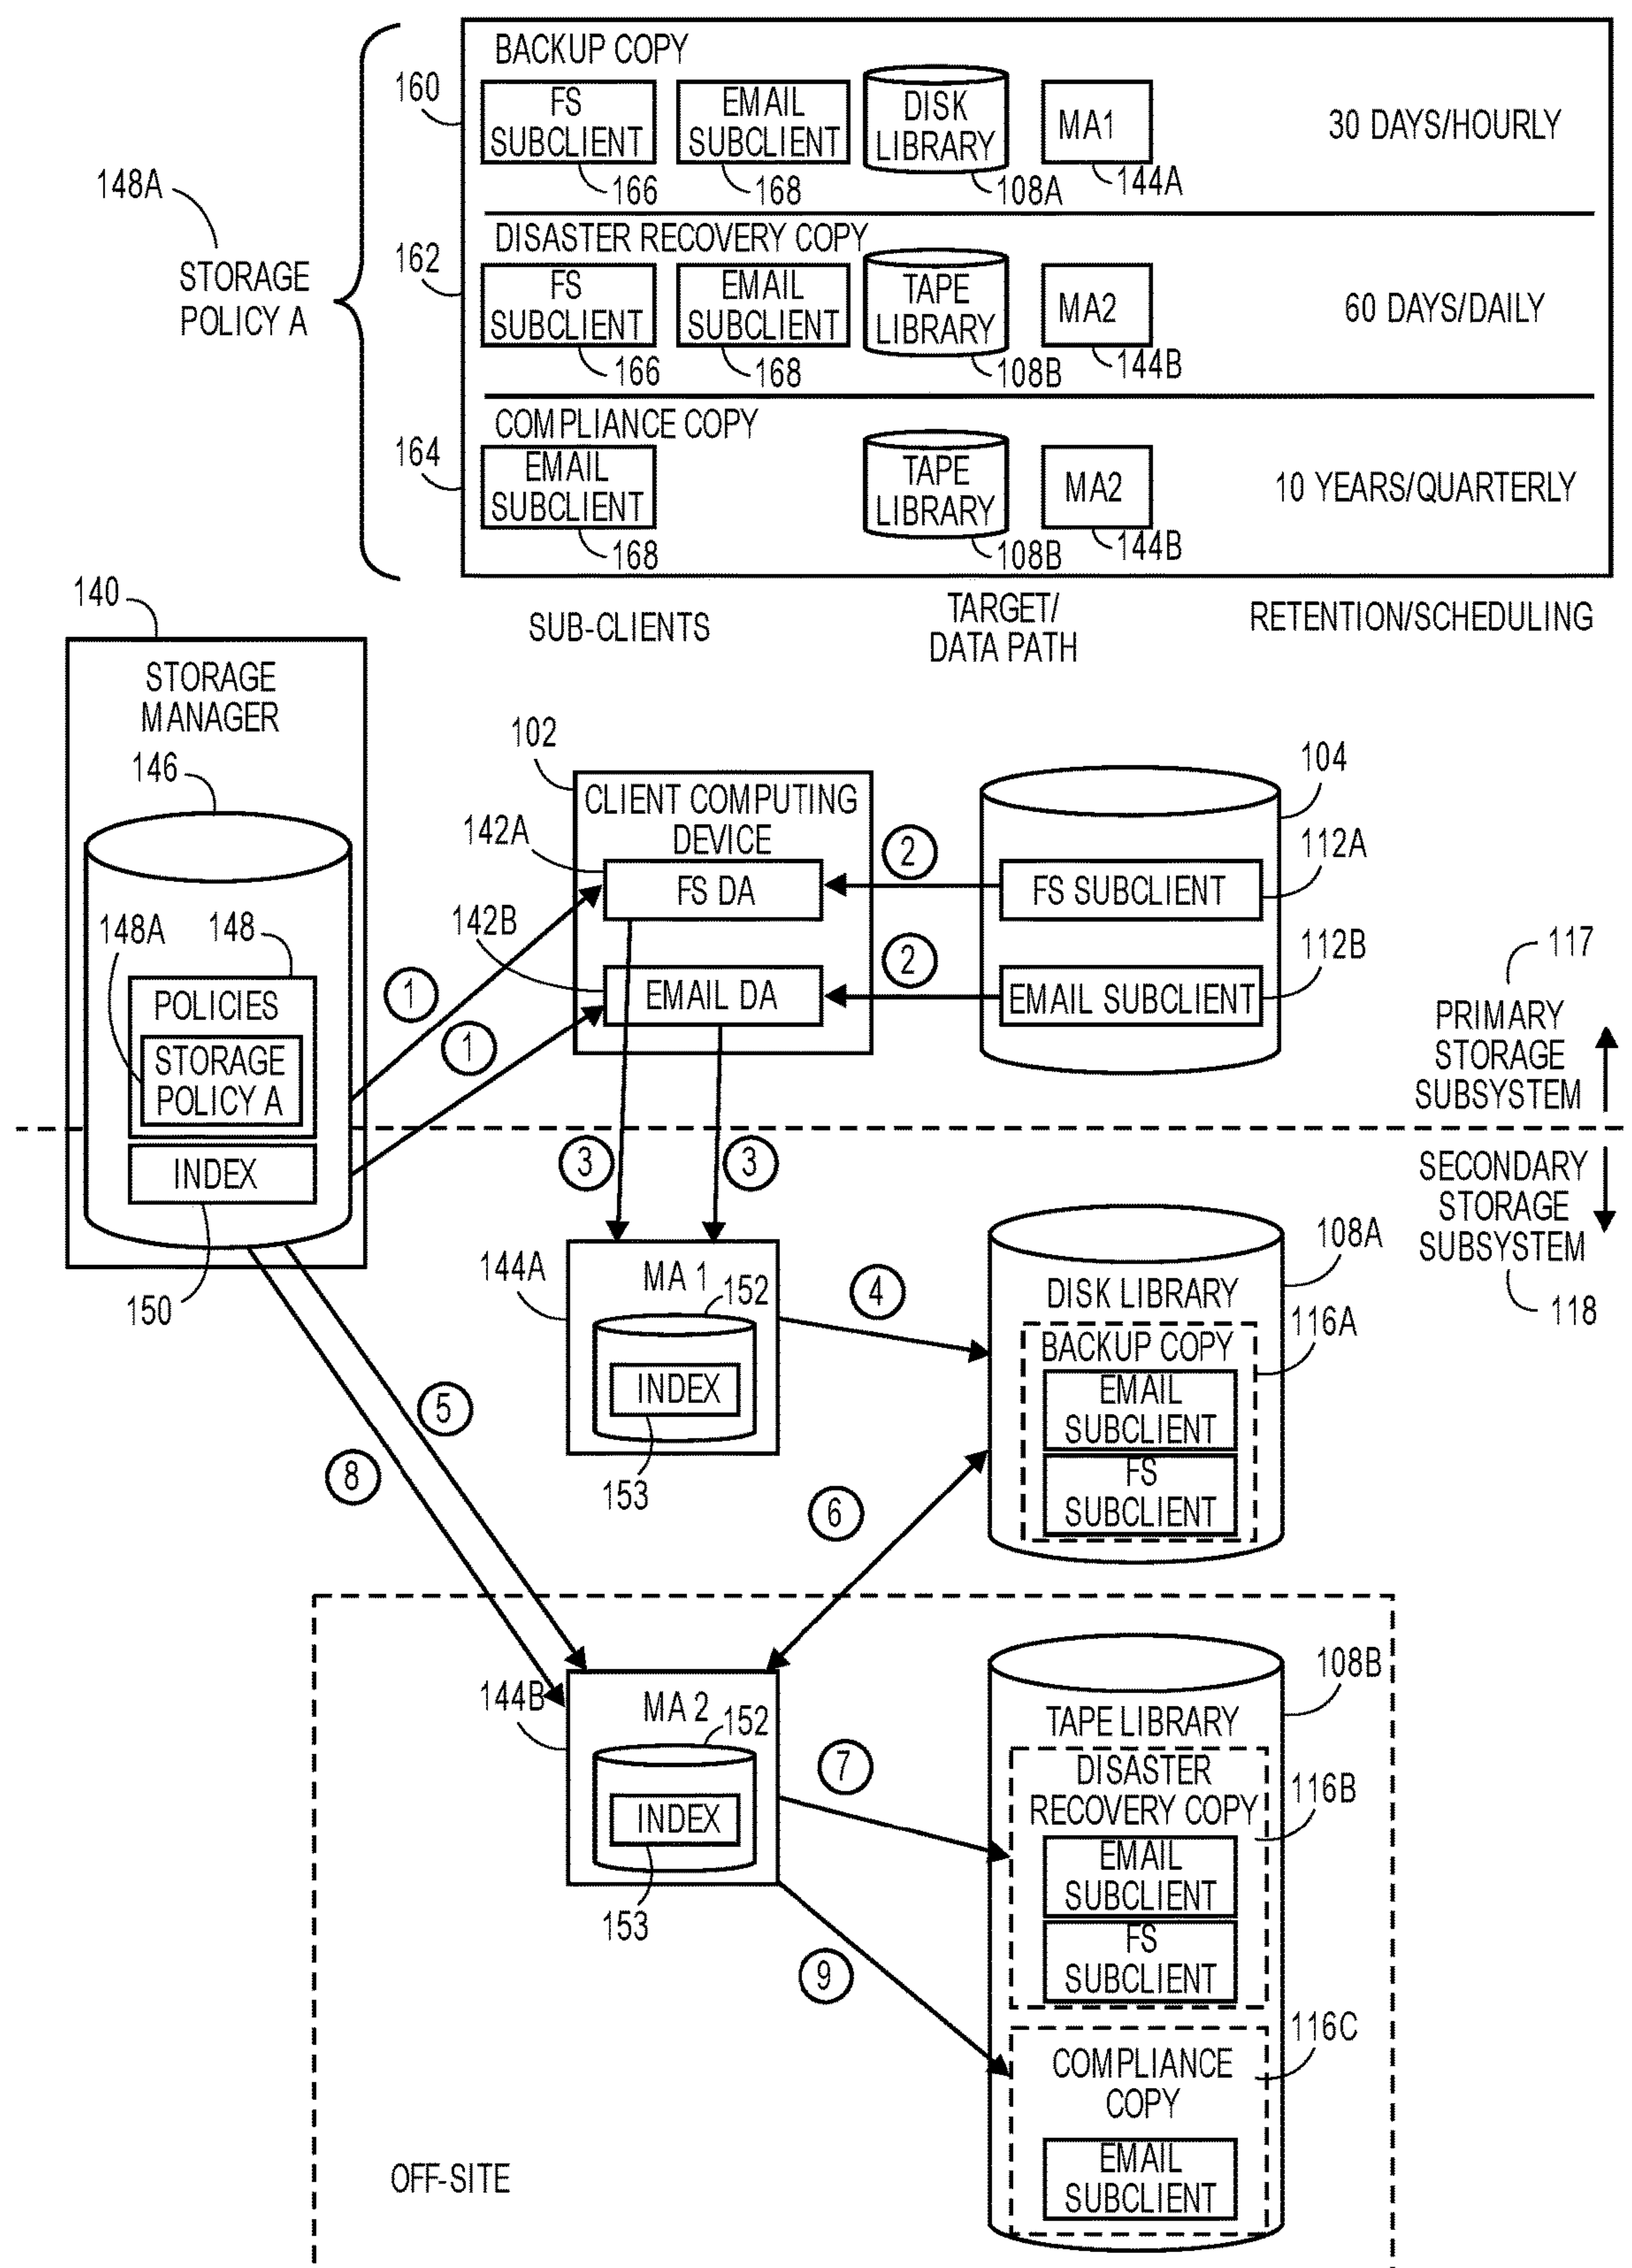 BACKUP COPY
160
FS
SUBCLIENT
166
EMAIL
SUBCLIENT
168
DISK
LIBRARY
108A
MA1
144A
30 DAYS/HOURLY
148A
STORAGE
POLICY A
DISASTER RECOVERY COPY
162
FS
SUBCLIENT
166
EMAIL
SUBCLIENT
168
TAPE
LIBRARY
108B
MA2
144B
60 DAYS/DAILY
COMPLIANCE COPY
164
EMAIL
SUBCLIENT
168
TAPE
LIBRARY
108B
MA2
144B
10 YEARS/QUARTERLY
SUB-CLIENTS
TARGET/
DATA PATH
RETENTION/SCHEDULING
140
STORAGE
MANAGER
146
148A
148
POLICIES
STORAGE
POLICY A
INDEX
150
102
CLIENT COMPUTING
DEVICE
142A
FS DA
142B
EMAIL DA
1
1
2
2
104
FS SUBCLIENT
112A
EMAIL SUBCLIENT
112B
117
PRIMARY
STORAGE
SUBSYSTEM
SECONDARY
STORAGE
SUBSYSTEM
118
3
3
144A
MA 1
152
INDEX
153
4
108A
DISK LIBRARY
116A
BACKUP COPY
EMAIL
SUBCLIENT
FS
SUBCLIENT
5
8
6
144B
MA 2
152
INDEX
153
7
9
108B
TAPE LIBRARY
DISASTER
RECOVERY COPY
116B
EMAIL
SUBCLIENT
FS
SUBCLIENT
116C
COMPLIANCE
COPY
EMAIL
SUBCLIENT
OFF-SITE